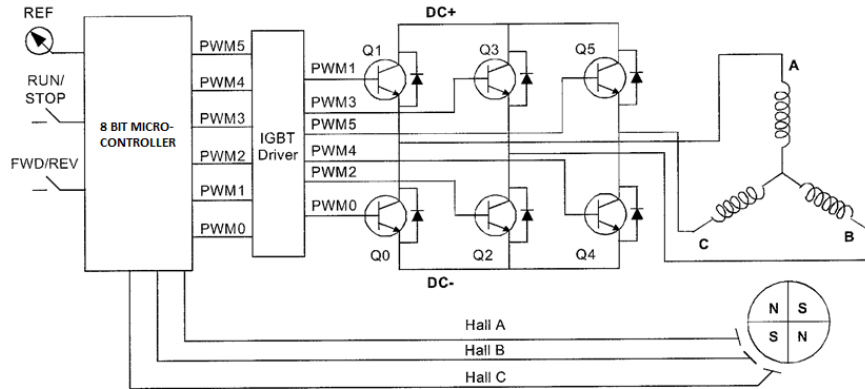 REF
RUN/
STOP
FWD/REV
8 BIT MICRO-
CONTROLLER
PWM5
PWM4
PWM3
PWM2
PWM1
PWM0
IGBT
Driver
PWM1
PWM3
PWM5
PWM4
PWM2
PWM0
DC+
Q1
Q3
Q5
Q0
Q2
Q4
DC-
A
C
B
Hall A
Hall B
Hall C
N
S
S
N